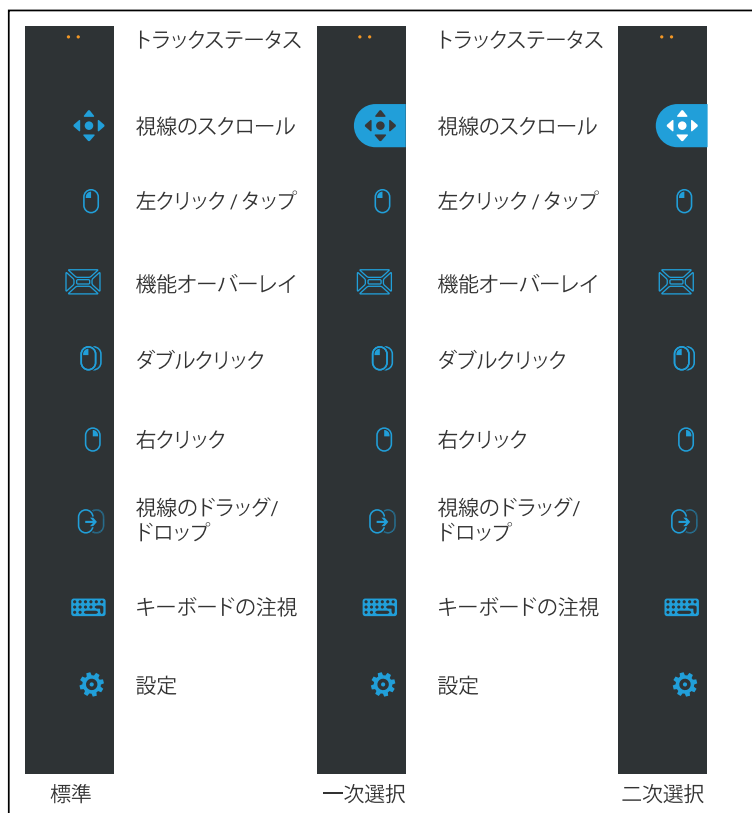 トラックステータス
視線のスクロール
左クリック / タップ
機能オーバーレイ
ダブルクリック
右クリック
視線のドラッグ/
ドロップ
キーボードの注視
設定
トラックステータス
視線のスクロール
左クリック / タップ
機能オーバーレイ
ダブルクリック
右クリック
視線のドラッグ/
ドロップ
キーボードの注視
設定
標準
一次選択
二次選択